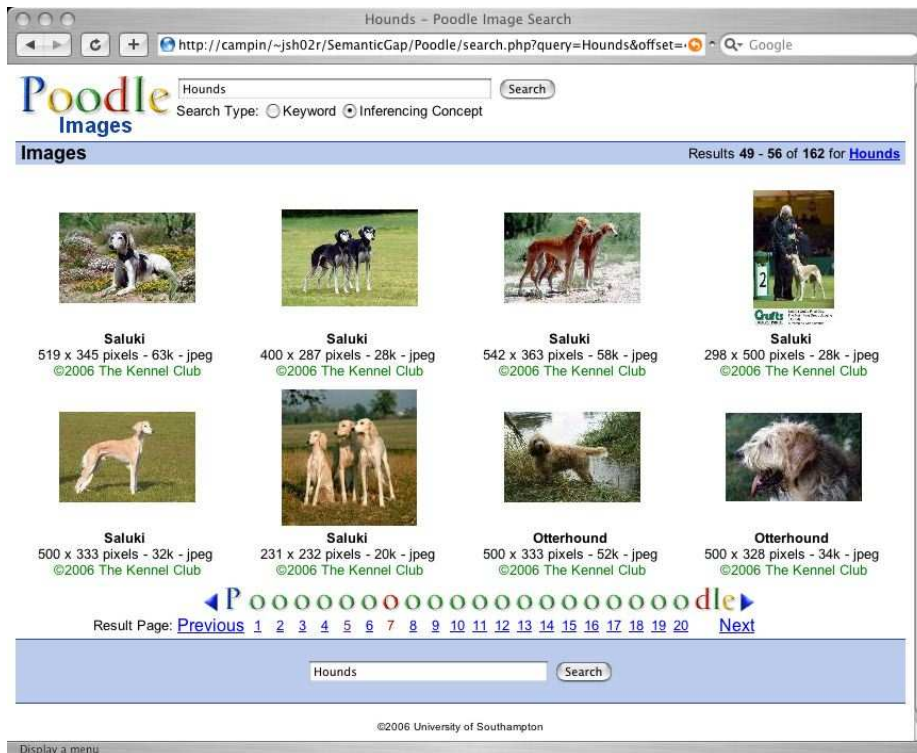 Hounds – Poodle Image Search
http://campin/~jsh02r/SemanticGap/Poodle/search.php?query=Hounds&offset=
Google
Poodle
Images
Hounds
Search
Search Type: Keyword Inferencing Concept
Images
Results 49 - 56 of 162 for Hounds
2
Crufts
Saluki
Saluki
Saluki
Saluki
519 x 345 pixels - 63k - jpeg
400 x 287 pixels - 28k - jpeg
542 x 363 pixels - 58k - jpeg
298 x 500 pixels - 28k - jpeg
©2006 The Kennel Club
©2006 The Kennel Club
©2006 The Kennel Club
©2006 The Kennel Club
Saluki
Saluki
Otterhound
Otterhound
500 x 333 pixels - 32k - jpeg
231 x 232 pixels - 20k - jpeg
500 x 333 pixels - 52k - jpeg
500 x 328 pixels - 34k - jpeg
©2006 The Kennel Club
©2006 The Kennel Club
©2006 The Kennel Club
©2006 The Kennel Club
P o o o o o o o o o o o o o o o o o o o o dle
Result Page: Previous 1 2 3 4 5 6 7 8 9 10 11 12 13 14 15 16 17 18 19 20 Next
Hounds
Search
©2006 University of Southampton
Display a menu